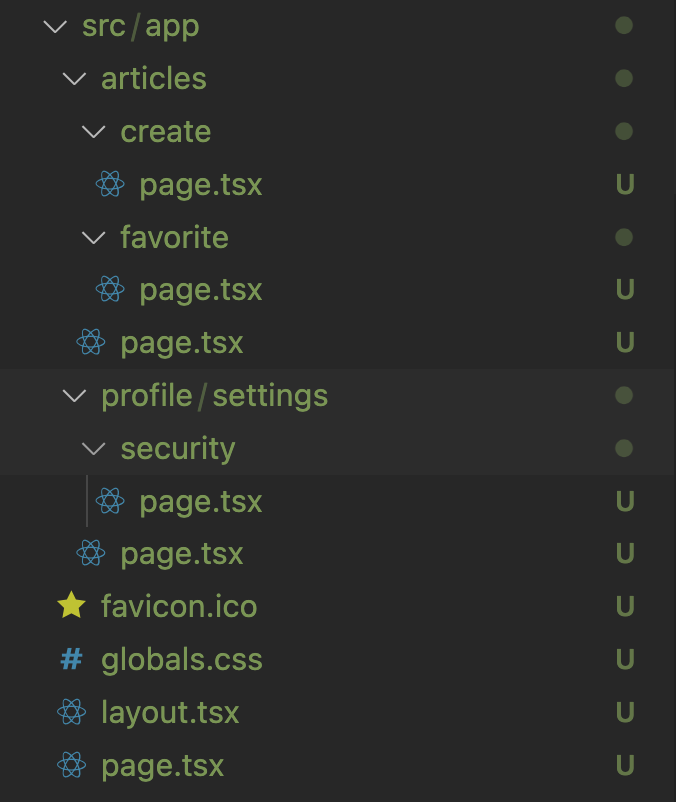 src/app
articles
create
page.tsx U
favorite
page.tsx U
page.tsx U
profile/settings
security
page.tsx U
page.tsx U
favicon.ico U
# globals.css U
layout.tsx U
page.tsx U